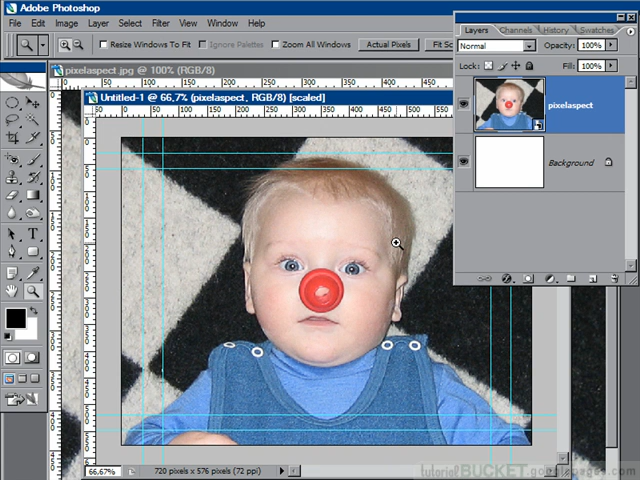 Adobe Photoshop
File Edit Image Layer Select Filter View Window Help
Resize Windows To Fit Ignore Palettes Zoom All Windows Actual Pixels Fit Sc
Layers Channels History Swatches
Normal Opacity: 100%
Lock: Fill: 100%
pixelaspect
Background
pixelaspect.jpg @ 100% (RGB/8)
Untitled-1 @ 66,7% (pixelaspect, RGB/8) [scaled]
66.67% 720 pixels x 576 pixels (72 ppi)
tutorialBUCKET.googlepages.com